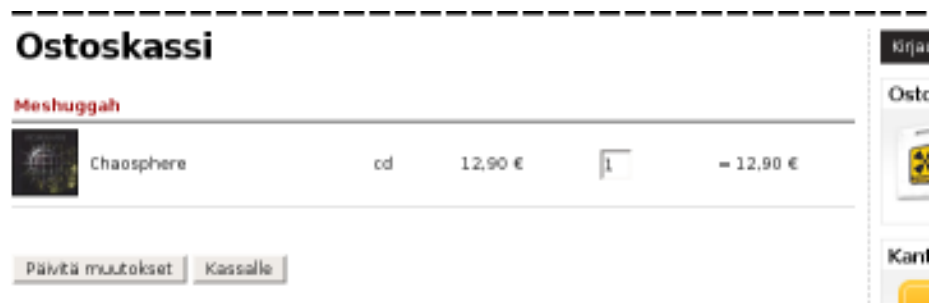 Ostoskassi
Meshuggah
Chaosphere cd 12,90 € 1 = 12,90 €
Päivitä muutokset Kassalle